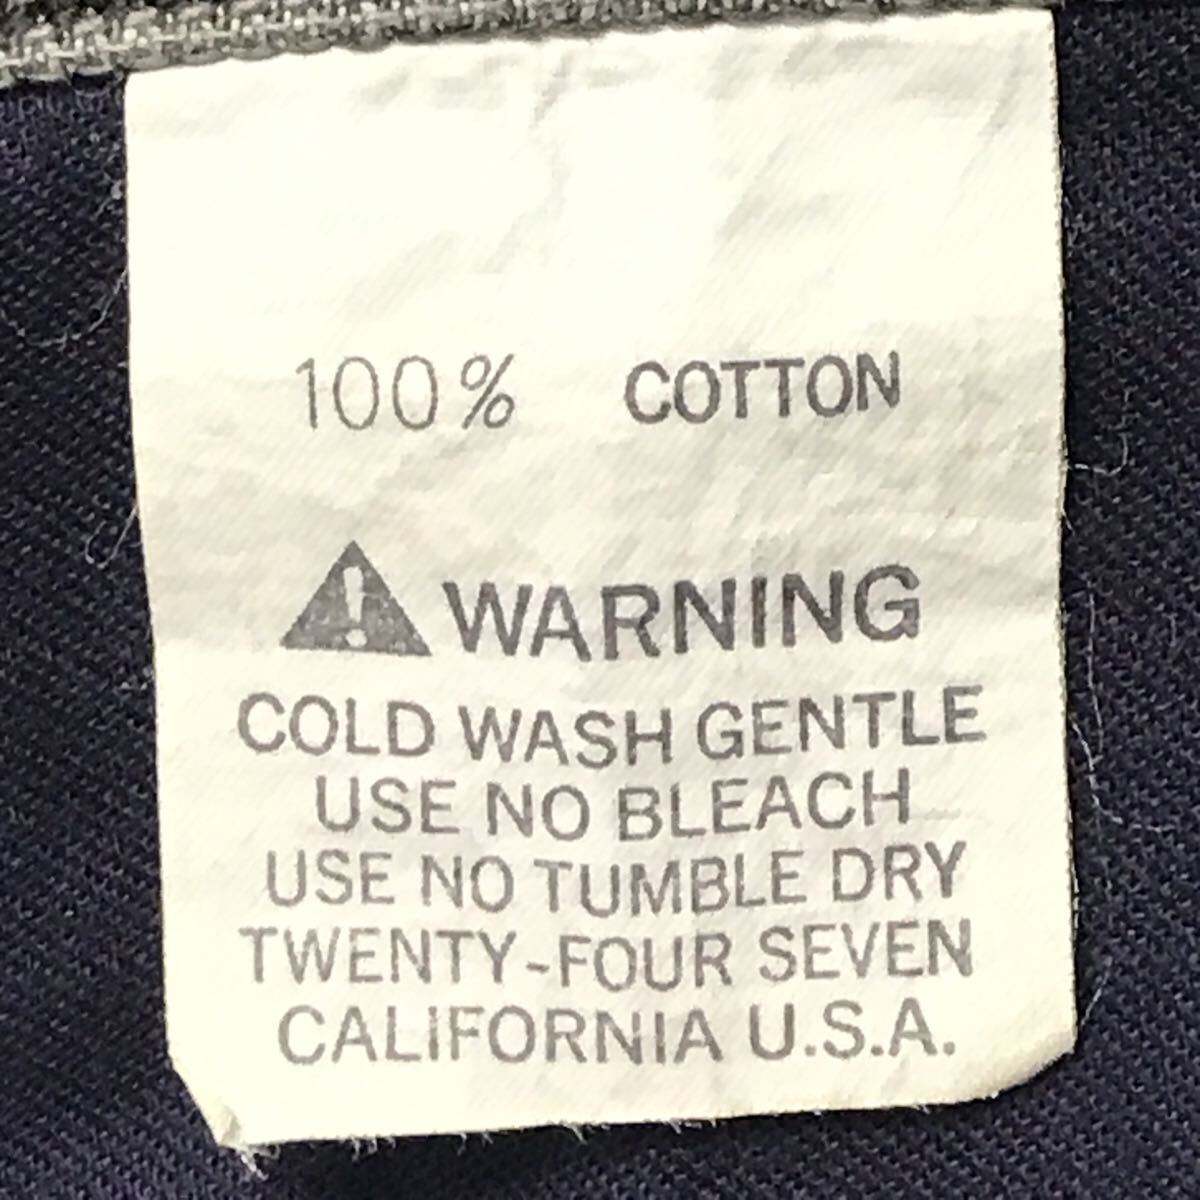 100% COTTON
WARNING
COLD WASH GENTLE
USE NO BLEACH
USE NO TUMBLE DRY
TWENTY-FOUR SEVEN
CALIFORNIA U.S.A.